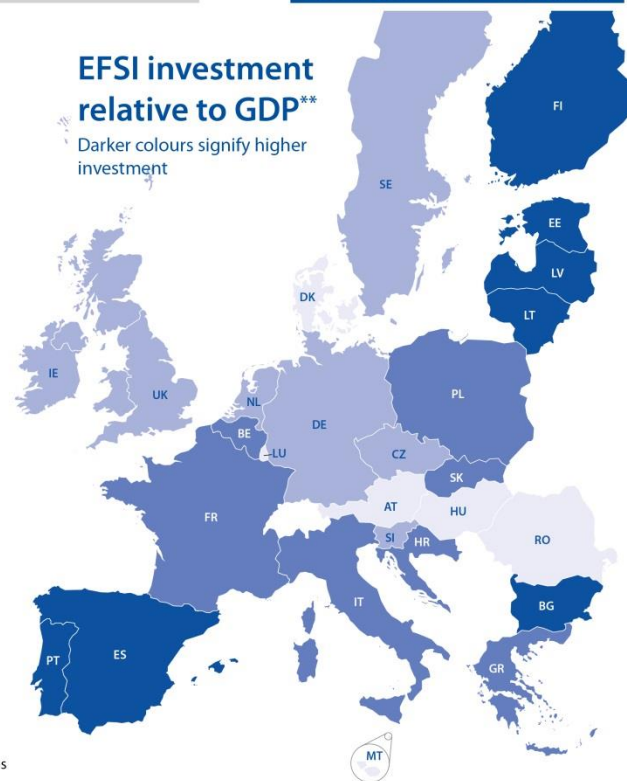 EFSI investment
relative to GDP**
Darker colours signify higher
investment
FI
SE
EE
LV
DK
LT
IE
UK
NL
PL
BE
DE
LU
CZ
SK
FR
AT
HU
SI
HR
RO
IT
BG
PT
ES
GR
MT
s